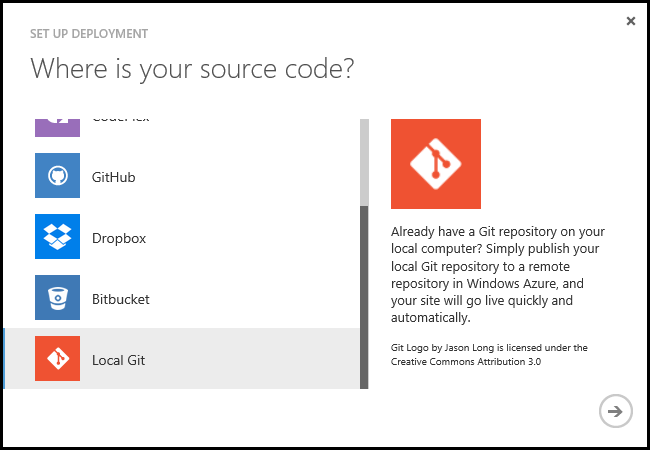 SET UP DEPLOYMENT
Where is your source code?
CodePlex
GitHub
Dropbox
Bitbucket
Local Git
Already have a Git repository on your
local computer? Simply publish your
local Git repository to a remote
repository in Windows Azure, and
your site will go live quickly and
automatically.
Git Logo by Jason Long is licensed under the
Creative Commons Attribution 3.0